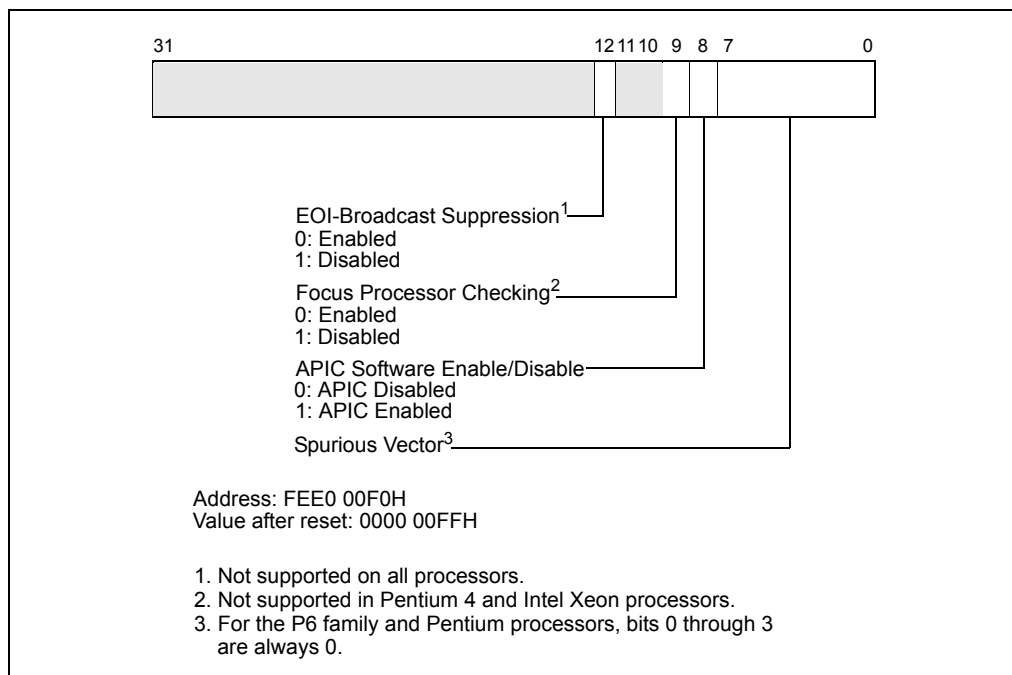 31 12 11 10 9 8 7 0
EOI-Broadcast Suppression1
0: Enabled
1: Disabled
Focus Processor Checking2
0: Enabled
1: Disabled
APIC Software Enable/Disable
0: APIC Disabled
1: APIC Enabled
Spurious Vector3
Address: FEE0 00F0H
Value after reset: 0000 00FFH
1. Not supported on all processors.
2. Not supported in Pentium 4 and Intel Xeon processors.
3. For the P6 family and Pentium processors, bits 0 through 3
are always 0.